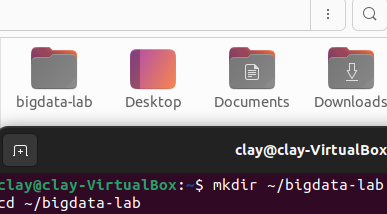 bigdata-lab Desktop Documents Downloads
clay@clay-VirtualBox
clay@clay-VirtualBox:~$ mkdir ~/bigdata-lab
cd ~/bigdata-lab